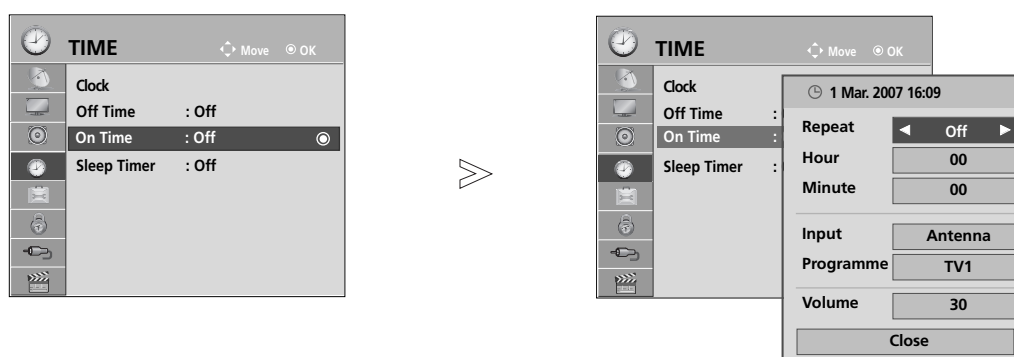 TIME Move OK
Clock
Off Time : Off
On Time : Off
Sleep Timer : Off
TIME Move OK
Clock
Off Time :
On Time :
Sleep Timer :
1 Mar. 2007 16:09
Repeat ◀ Off ▶
Hour 00
Minute 00
Input Antenna
Programme TV1
Volume 30
Close